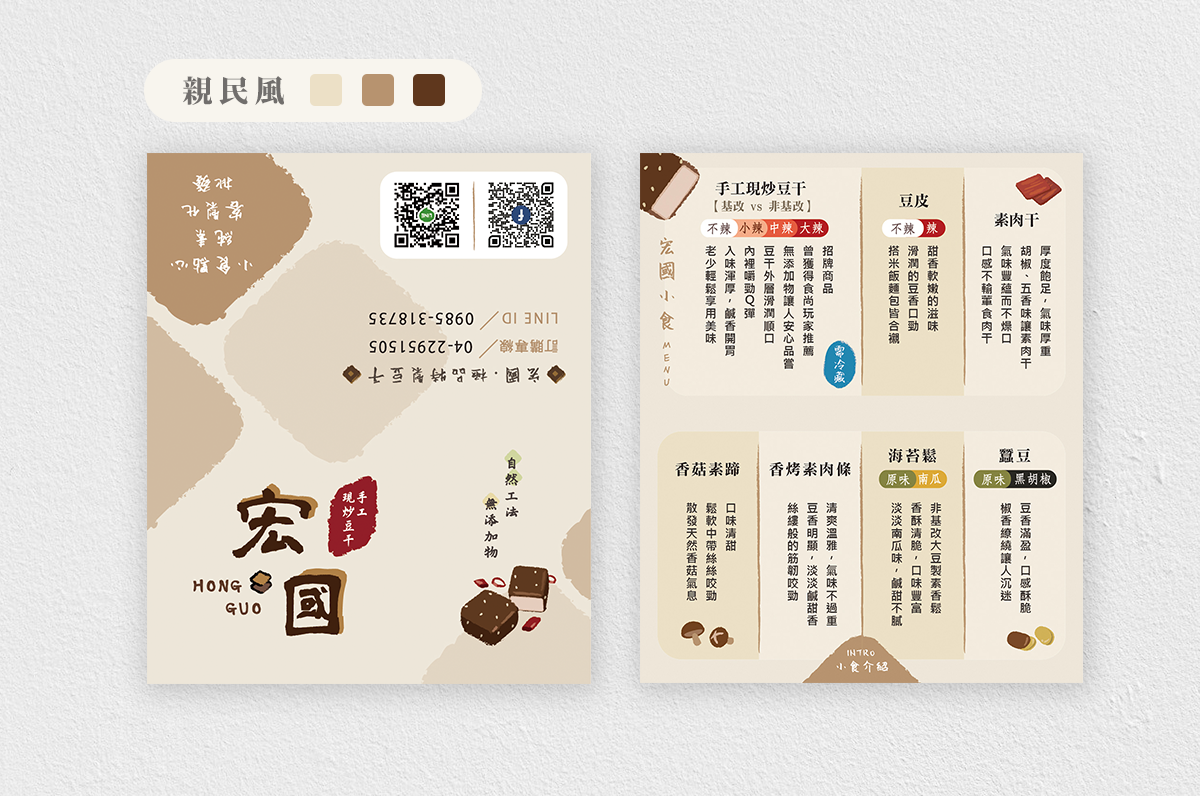 親民風
小食點心
純素
客製化
批發
LINE ID／0985-318735
訂購專線／04-22951505
宏國・極品特製豆干
宏國
手工
現炒豆干
HONG
GUO
自然工法
無添加物
手工現炒豆干
【基改 vs 非基改】
不辣 小辣 中辣 大辣
招牌商品
曾獲得食尚玩家推薦
無添加物讓人安心品嘗
豆干外層滑潤順口
內裡嚼勁Q彈
入味渾厚，鹹香開胃
老少輕鬆享用美味
需冷藏
宏國小食 MENU
豆皮
不辣 辣
甜香軟嫩的滋味
滑潤的豆香口勁
搭米飯麵包皆合襯
素肉干
厚度飽足，氣味厚重
胡椒、五香味讓素肉干
氣味豐蘊而不燥口
口感不輸葷食肉干
香菇素蹄
口味清甜
鬆軟中帶絲絲咬勁
散發天然香菇氣息
香烤素肉條
清爽溫雅，氣味不過重
豆香明顯，淡淡鹹甜香
絲縷般的筋韌咬勁
海苔鬆
原味 南瓜
非基改大豆製素香鬆
香酥清脆，口味豐富
淡淡南瓜味，鹹甜不膩
蠶豆
原味 黑胡椒
豆香滿盈，口感酥脆
椒香繚繞讓人沉迷
INTRO
小食介紹